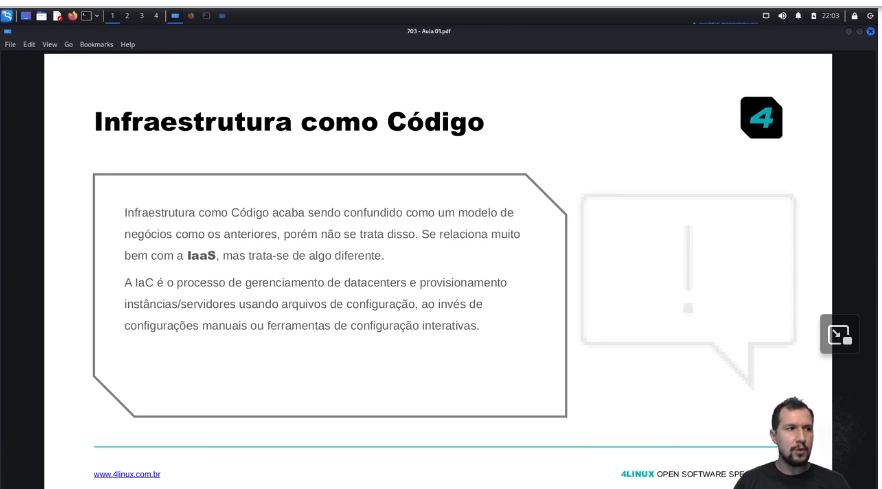 1 2 3 4
22:03
703 - Aula 01.pdf
File Edit View Go Bookmarks Help
Infraestrutura como Código
4
Infraestrutura como Código acaba sendo confundido como um modelo de
negócios como os anteriores, porém não se trata disso. Se relaciona muito
bem com a IaaS, mas trata-se de algo diferente.
A IaC é o processo de gerenciamento de datacenters e provisionamento
instâncias/servidores usando arquivos de configuração, ao invés de
configurações manuais ou ferramentas de configuração interativas.
!
www.4linux.com.br
4LINUX OPEN SOFTWARE SPE